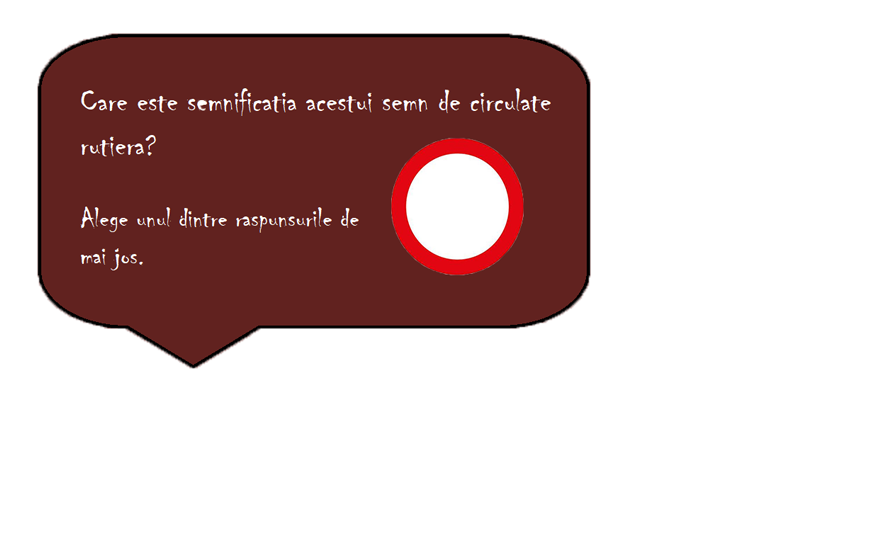 Care este semnificatia acestui semn de circulate
rutiera?
Alege unul dintre raspunsurile de
mai jos.